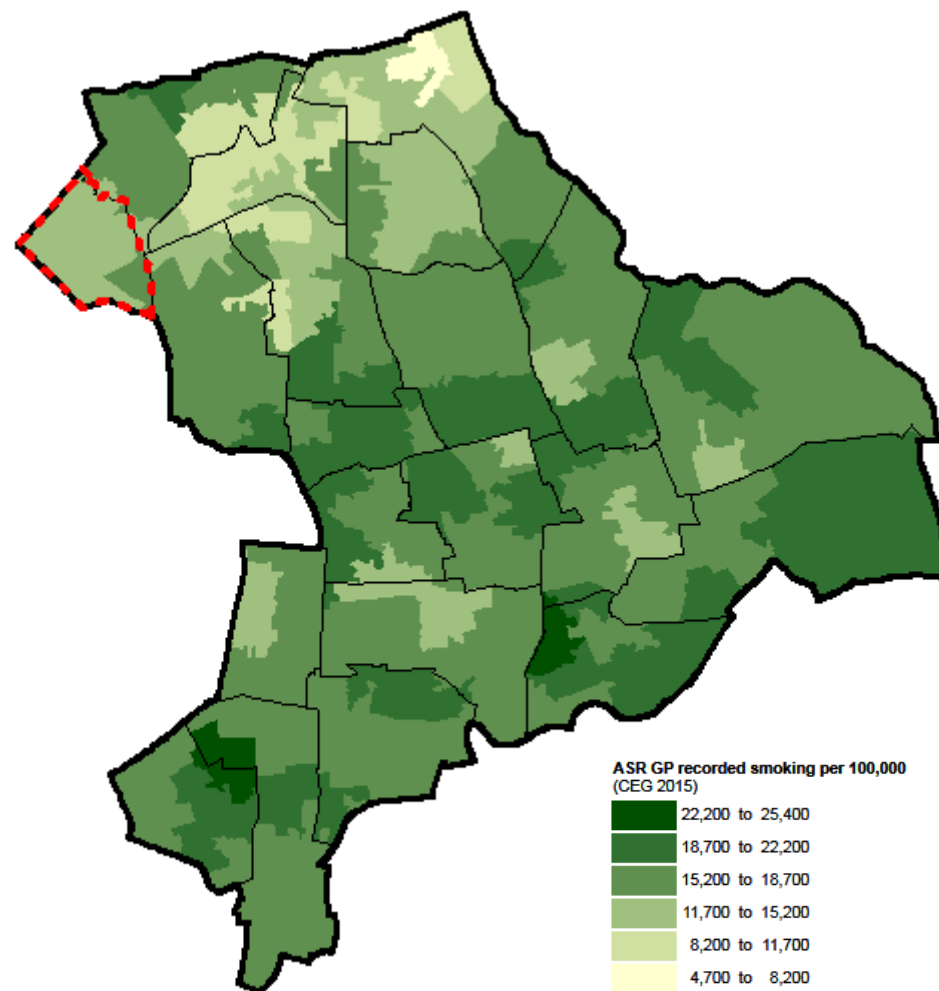 ASR GP recorded smoking per 100,000
(CEG 2015)
22,200 to 25,400
18,700 to 22,200
15,200 to 18,700
11,700 to 15,200
8,200 to 11,700
4,700 to 8,200